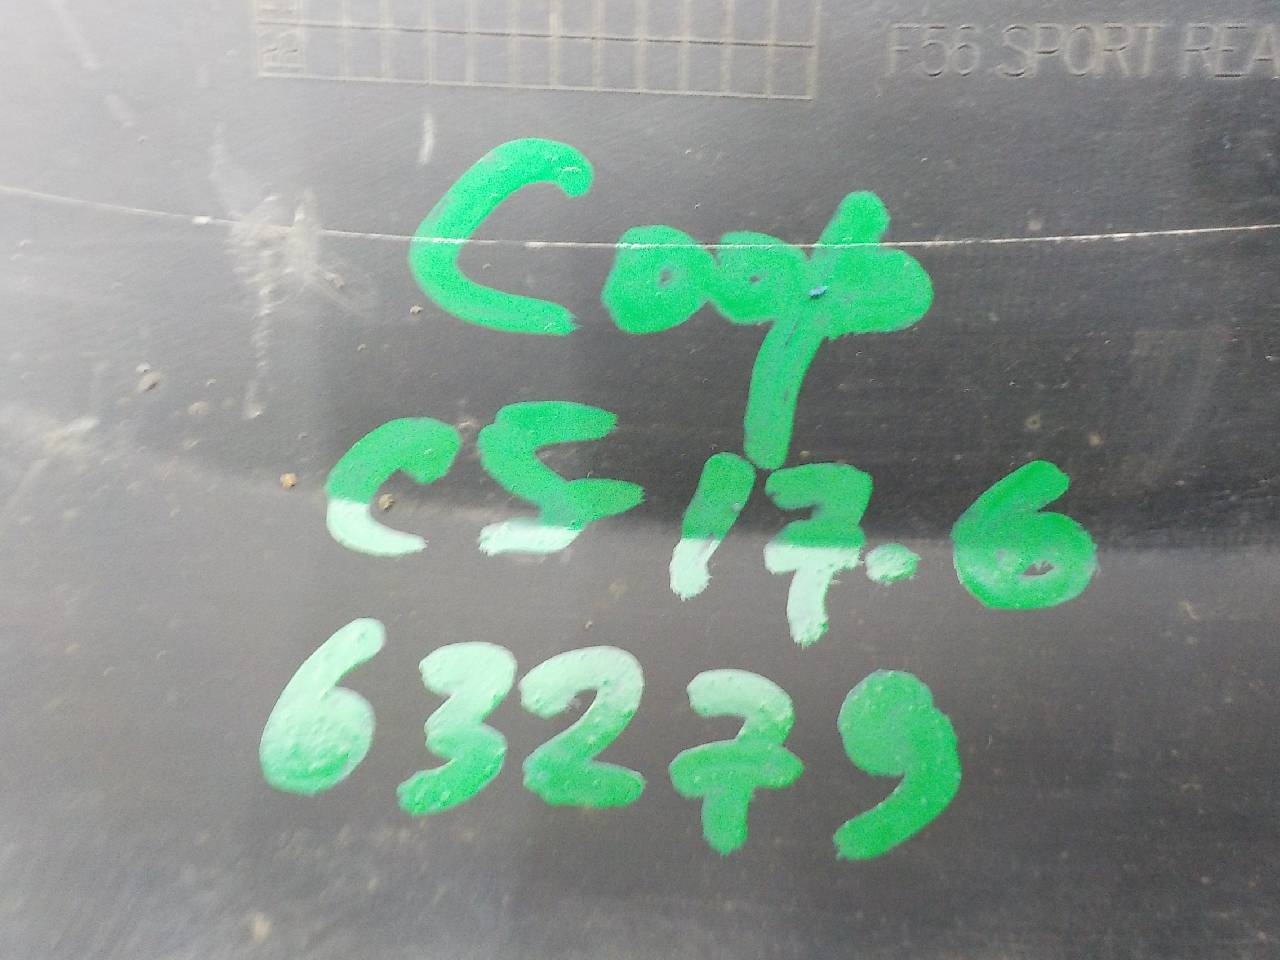 F56 SPORT REA
Coop
CS 17.6
63279